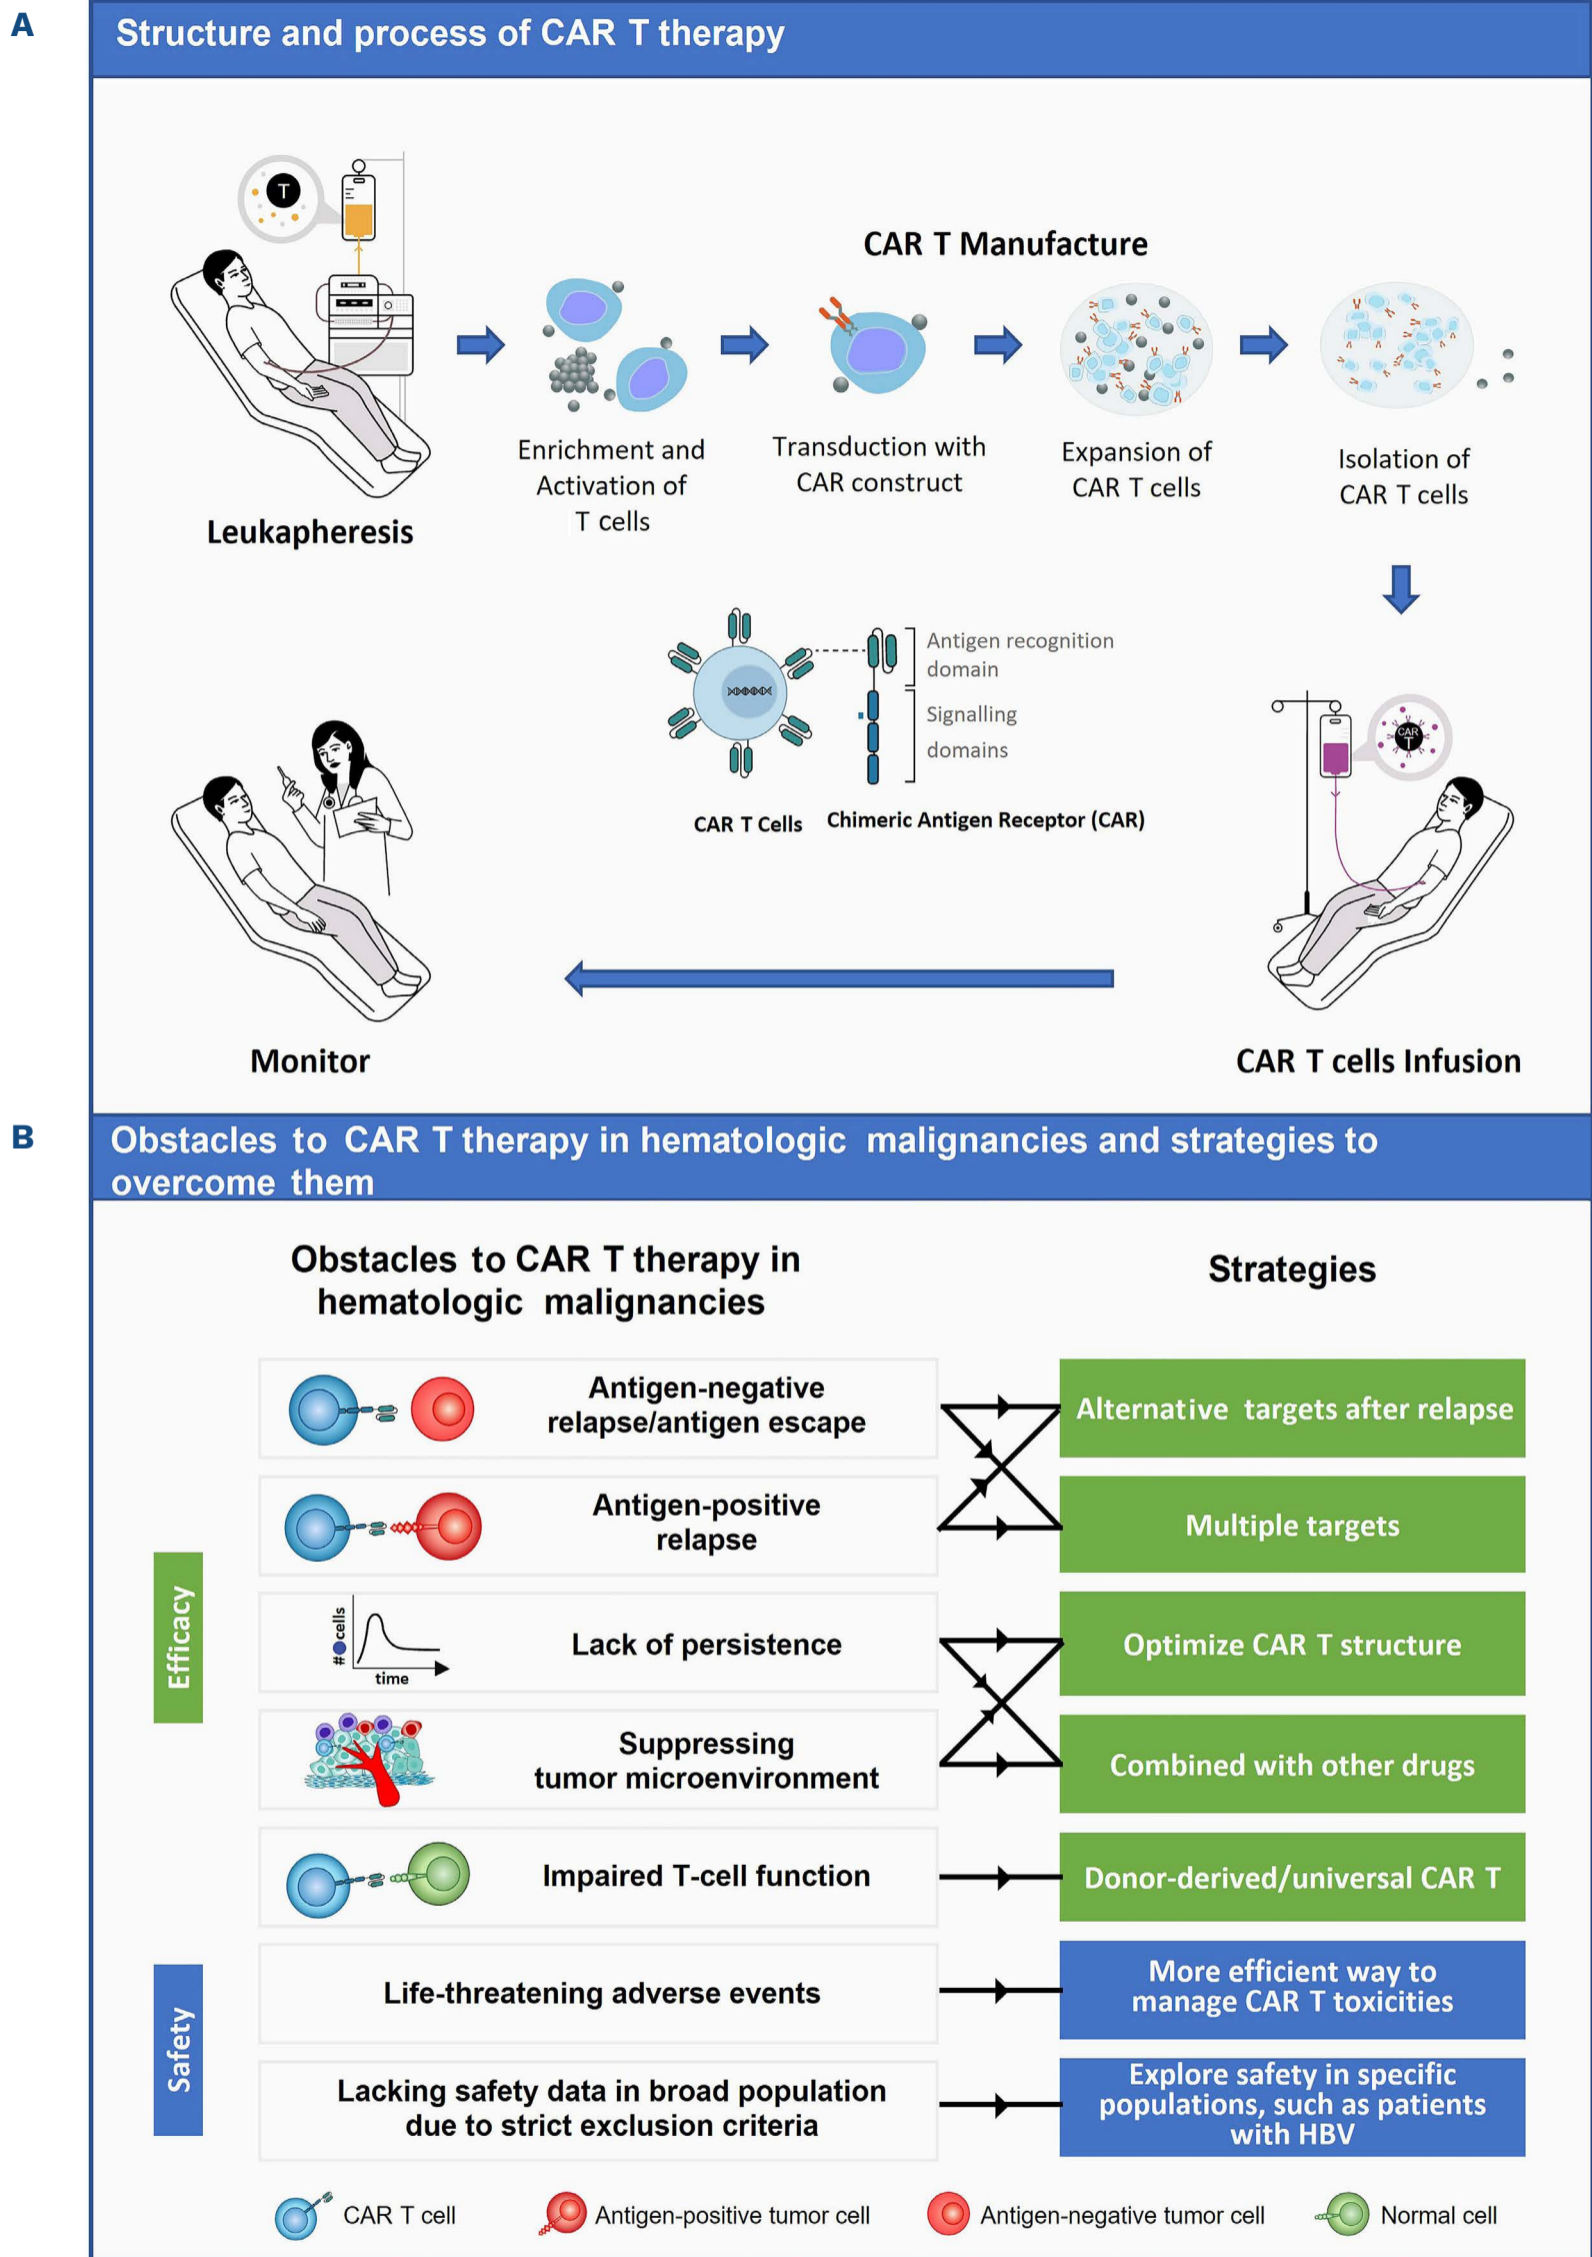 A
Structure and process of CAR T therapy
T
CAR T Manufacture
Enrichment and
Activation of
T cells
Transduction with
CAR construct
Expansion of
CAR T cells
Isolation of
CAR T cells
Leukapheresis
Antigen recognition
domain
Signalling
domains
CAR T Cells
Chimeric Antigen Receptor (CAR)
CAR
T
Monitor
CAR T cells Infusion
B
Obstacles to CAR T therapy in hematologic malignancies and strategies to
overcome them
Obstacles to CAR T therapy in
hematologic malignancies
Strategies
Efficacy
Antigen-negative
relapse/antigen escape
Alternative targets after relapse
Antigen-positive
relapse
Multiple targets
# cells
time
Lack of persistence
Optimize CAR T structure
Suppressing
tumor microenvironment
Combined with other drugs
Impaired T-cell function
Donor-derived/universal CAR T
Safety
Life-threatening adverse events
More efficient way to
manage CAR T toxicities
Lacking safety data in broad population
due to strict exclusion criteria
Explore safety in specific
populations, such as patients
with HBV
CAR T cell
Antigen-positive tumor cell
Antigen-negative tumor cell
Normal cell